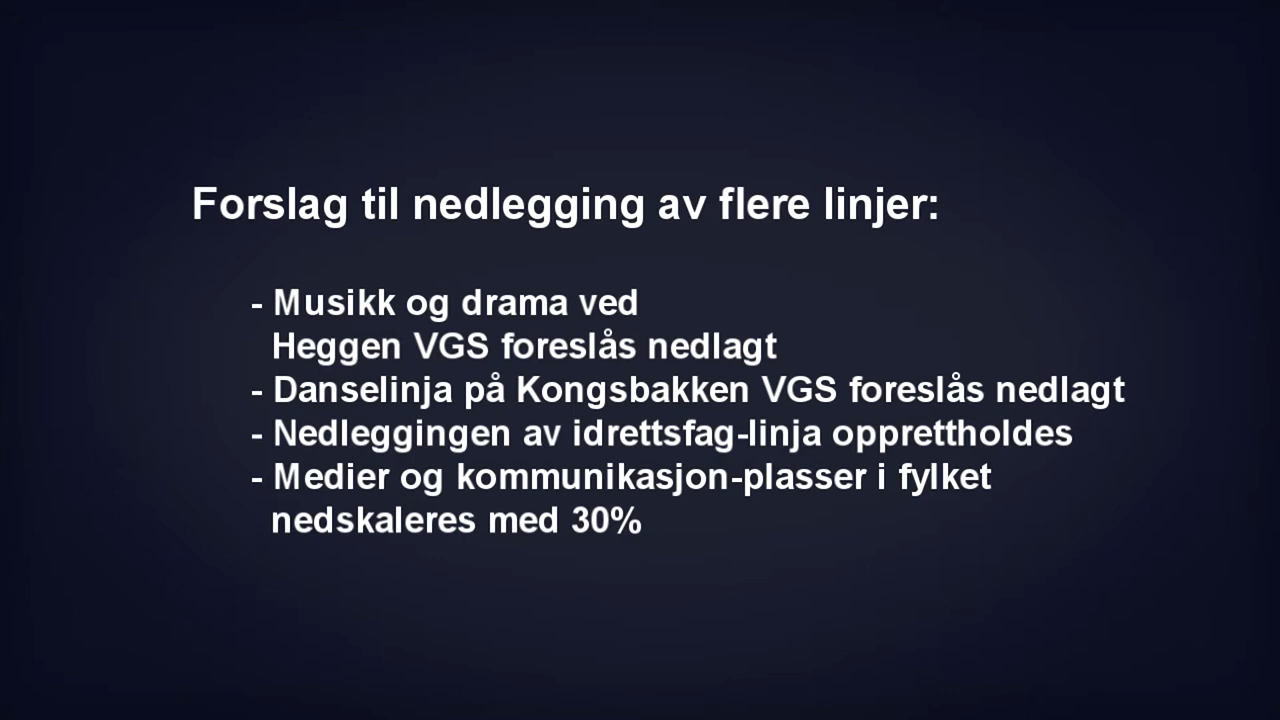 Forslag til nedlegging av flere linjer:
- Musikk og drama ved
Heggen VGS foreslås nedlagt
- Danselinja på Kongsbakken VGS foreslås nedlagt
- Nedleggingen av idrettsfag-linja opprettholdes
- Medier og kommunikasjon-plasser i fylket
nedskaleres med 30%